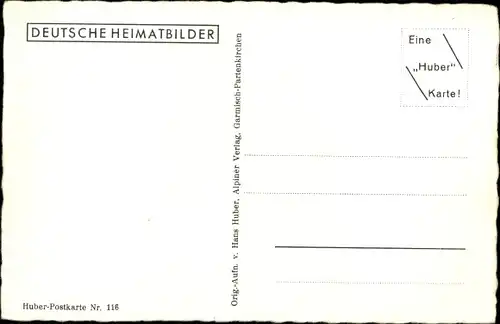 DEUTSCHE HEIMATBILDER
Eine
„Huber“
Karte!
Orig.-Aufn. v. Hans Huber, Alpiner Verlag, Garmisch-Partenkirchen
Huber-Postkarte Nr. 116